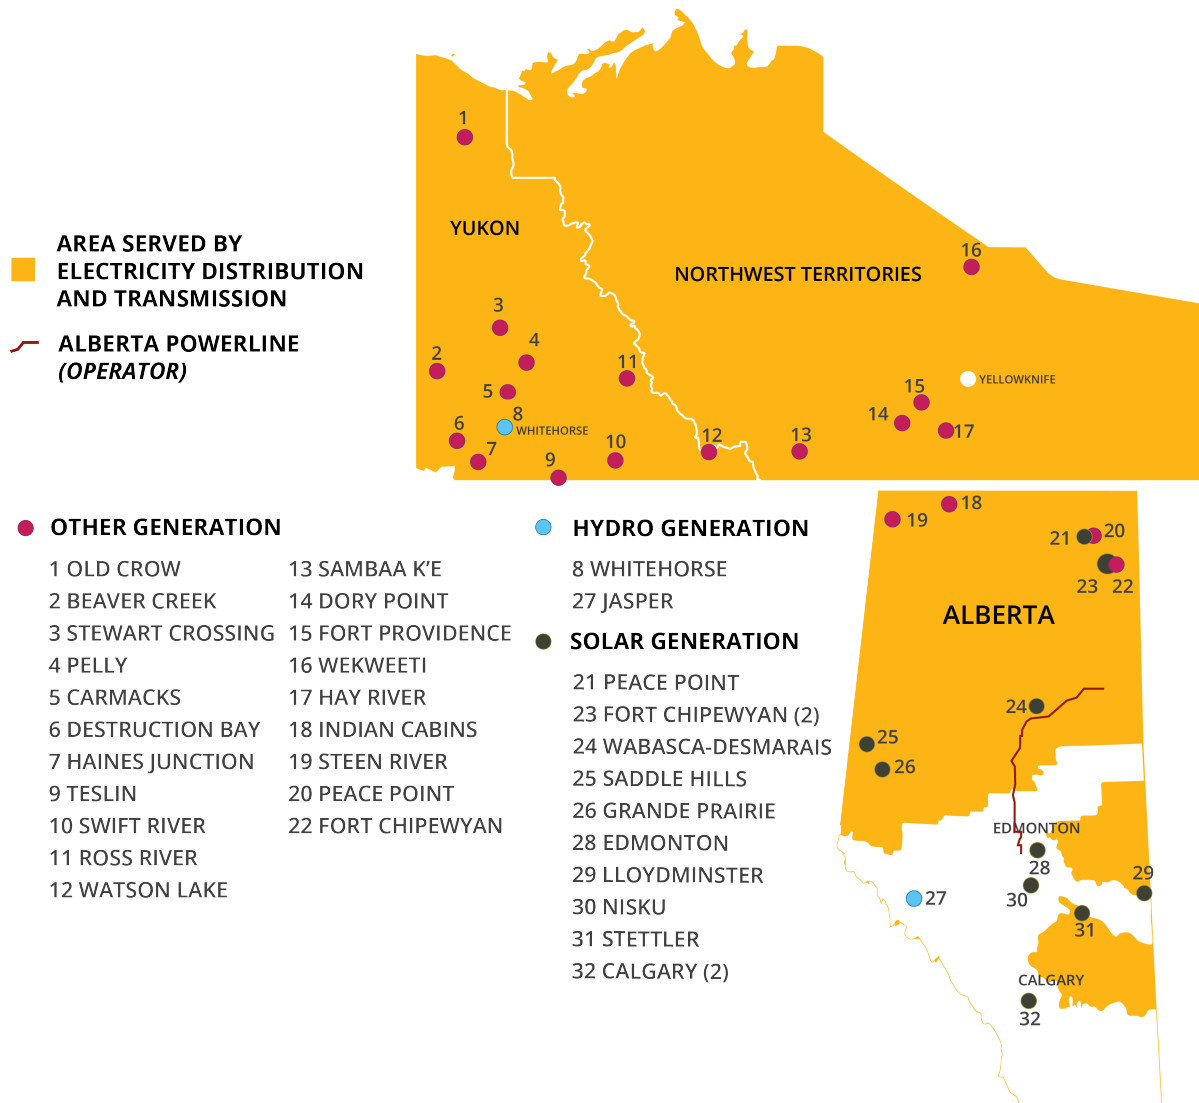 1
YUKON
AREA SERVED BY
ELECTRICITY DISTRIBUTION
AND TRANSMISSION
ALBERTA POWERLINE
(OPERATOR)
16
NORTHWEST TERRITORIES
3
4
2
11
5
15
YELLOWKNIFE
8
WHITEHORSE
14
6
7
9
10
12
13
17
OTHER GENERATION
1 OLD CROW
2 BEAVER CREEK
3 STEWART CROSSING
4 PELLY
5 CARMACKS
6 DESTRUCTION BAY
7 HAINES JUNCTION
9 TESLIN
10 SWIFT RIVER
11 ROSS RIVER
12 WATSON LAKE
13 SAMBAA K’E
14 DORY POINT
15 FORT PROVIDENCE
16 WEKWEETI
17 HAY RIVER
18 INDIAN CABINS
19 STEEN RIVER
20 PEACE POINT
22 FORT CHIPEWYAN
HYDRO GENERATION
8 WHITEHORSE
27 JASPER
SOLAR GENERATION
21 PEACE POINT
23 FORT CHIPEWYAN (2)
24 WABASCA-DESMARAIS
25 SADDLE HILLS
26 GRANDE PRAIRIE
28 EDMONTON
29 LLOYDMINSTER
30 NISKU
31 STETTLER
32 CALGARY (2)
18
19
21
20
23
22
ALBERTA
24
25
26
EDMONTON
28
29
30
27
31
CALGARY
32